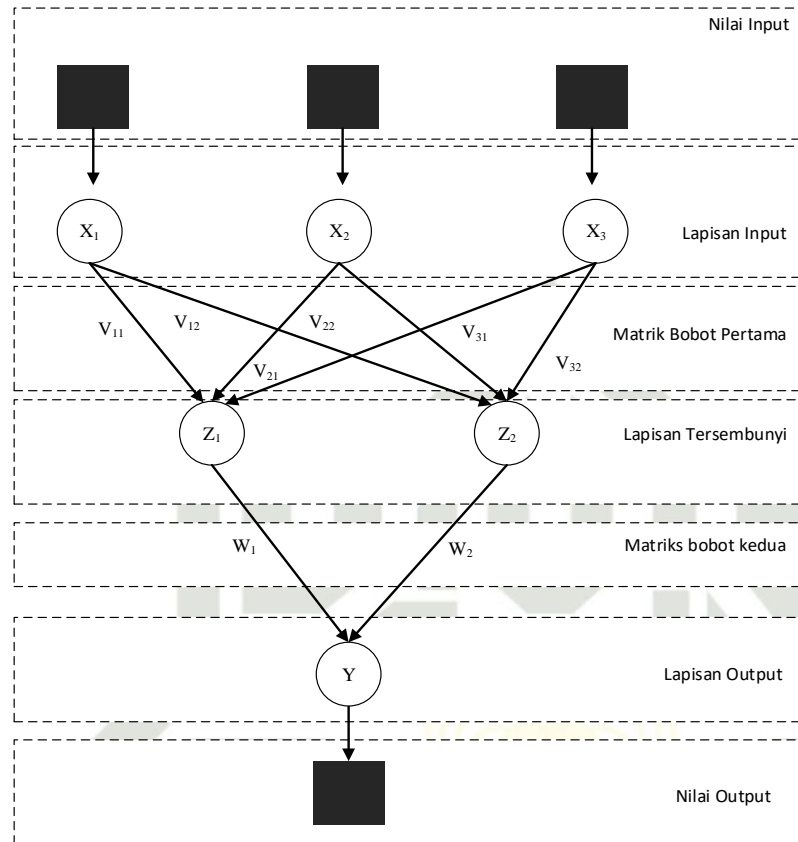 Nilai Input
X₁
X₂
X₃
Lapisan Input
V₁₁
V₁₂
V₂₂
V₃₁
Matrik Bobot Pertama
V₂₁
V₃₂
Z₁
Z₂
Lapisan Tersembunyi
W₁
W₂
Matriks bobot kedua
Y
Lapisan Output
Nilai Output